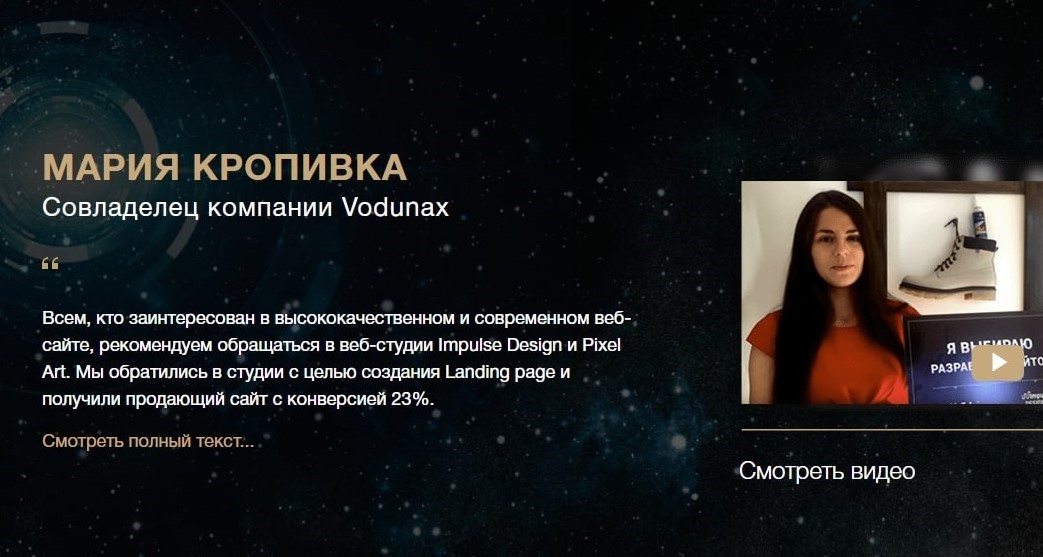 МАРИЯ КРОПИВКА
Совладелец компании Vodunax
“
Всем, кто заинтересован в высококачественном и современном веб-
сайте, рекомендуем обращаться в веб-студии Impulse Design и Pixel
Art. Мы обратились в студии с целью создания Landing page и
получили продающий сайт с конверсией 23%.
Смотреть полный текст...
Я ВЫБИРАЮ
Смотреть видео